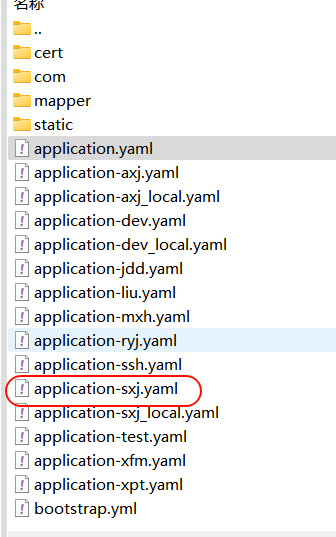 名称
..
cert
com
mapper
static
application.yaml
application-axj.yaml
application-axj_local.yaml
application-dev.yaml
application-dev_local.yaml
application-jdd.yaml
application-liu.yaml
application-mxh.yaml
application-ryj.yaml
application-ssh.yaml
application-sxj.yaml
application-sxj_local.yaml
application-test.yaml
application-xfm.yaml
application-xpt.yaml
bootstrap.yml